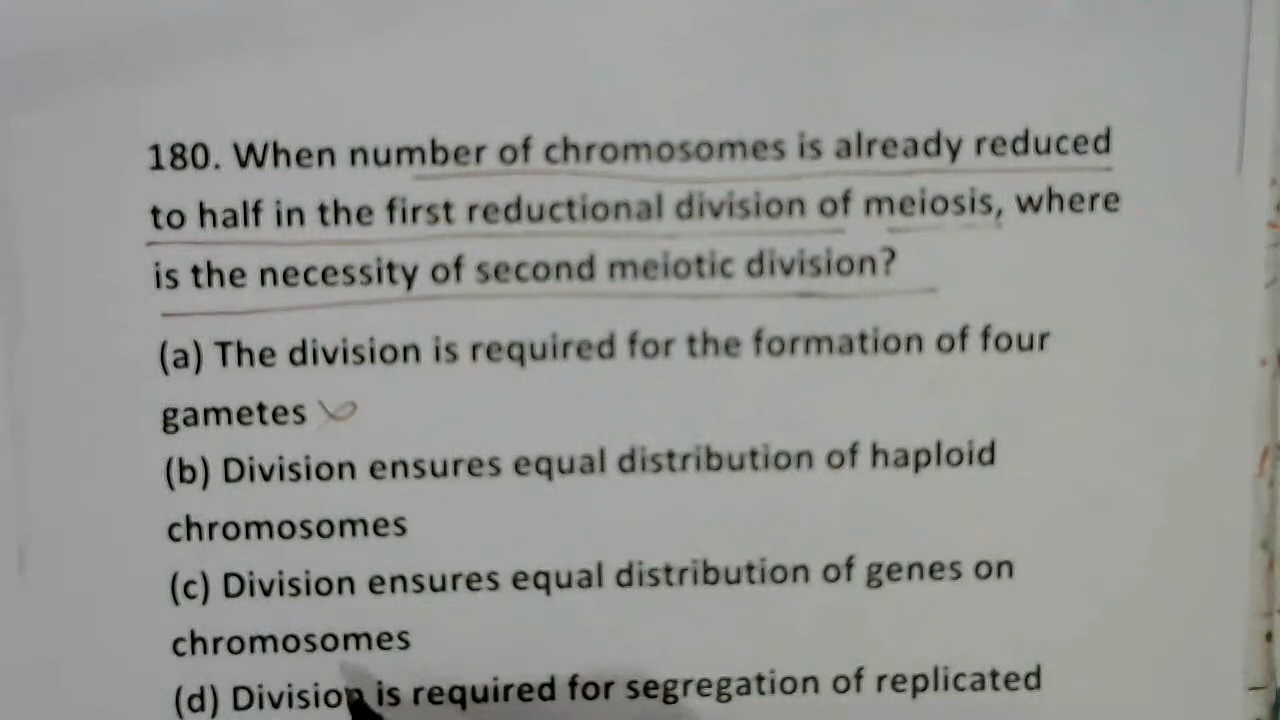 180. When number of chromosomes is already reduced
to half in the first reductional division of meiosis, where
is the necessity of second meiotic division?
(a) The division is required for the formation of four
gametes
(b) Division ensures equal distribution of haploid
chromosomes
(c) Division ensures equal distribution of genes on
chromosomes
(d) Division is required for segregation of replicated